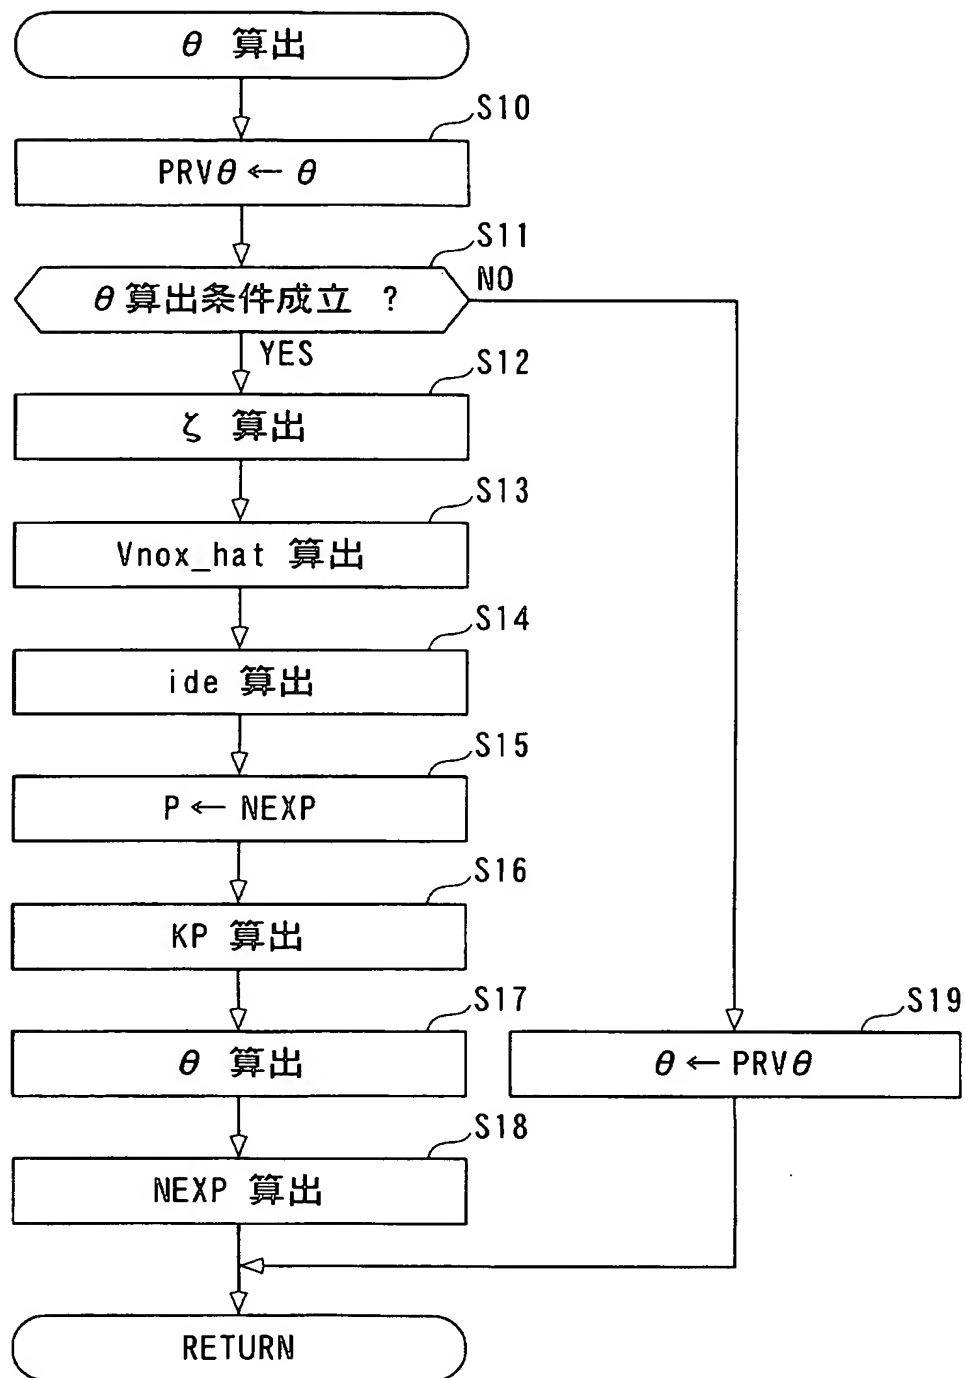 θ 算出
S10
PRVθ ← θ
S11
θ 算出条件成立 ?
NO
YES
S12
ζ 算出
S13
Vnox_hat 算出
S14
ide 算出
S15
P ← NEXP
S16
KP 算出
S17
θ 算出
S19
θ ← PRVθ
S18
NEXP 算出
RETURN